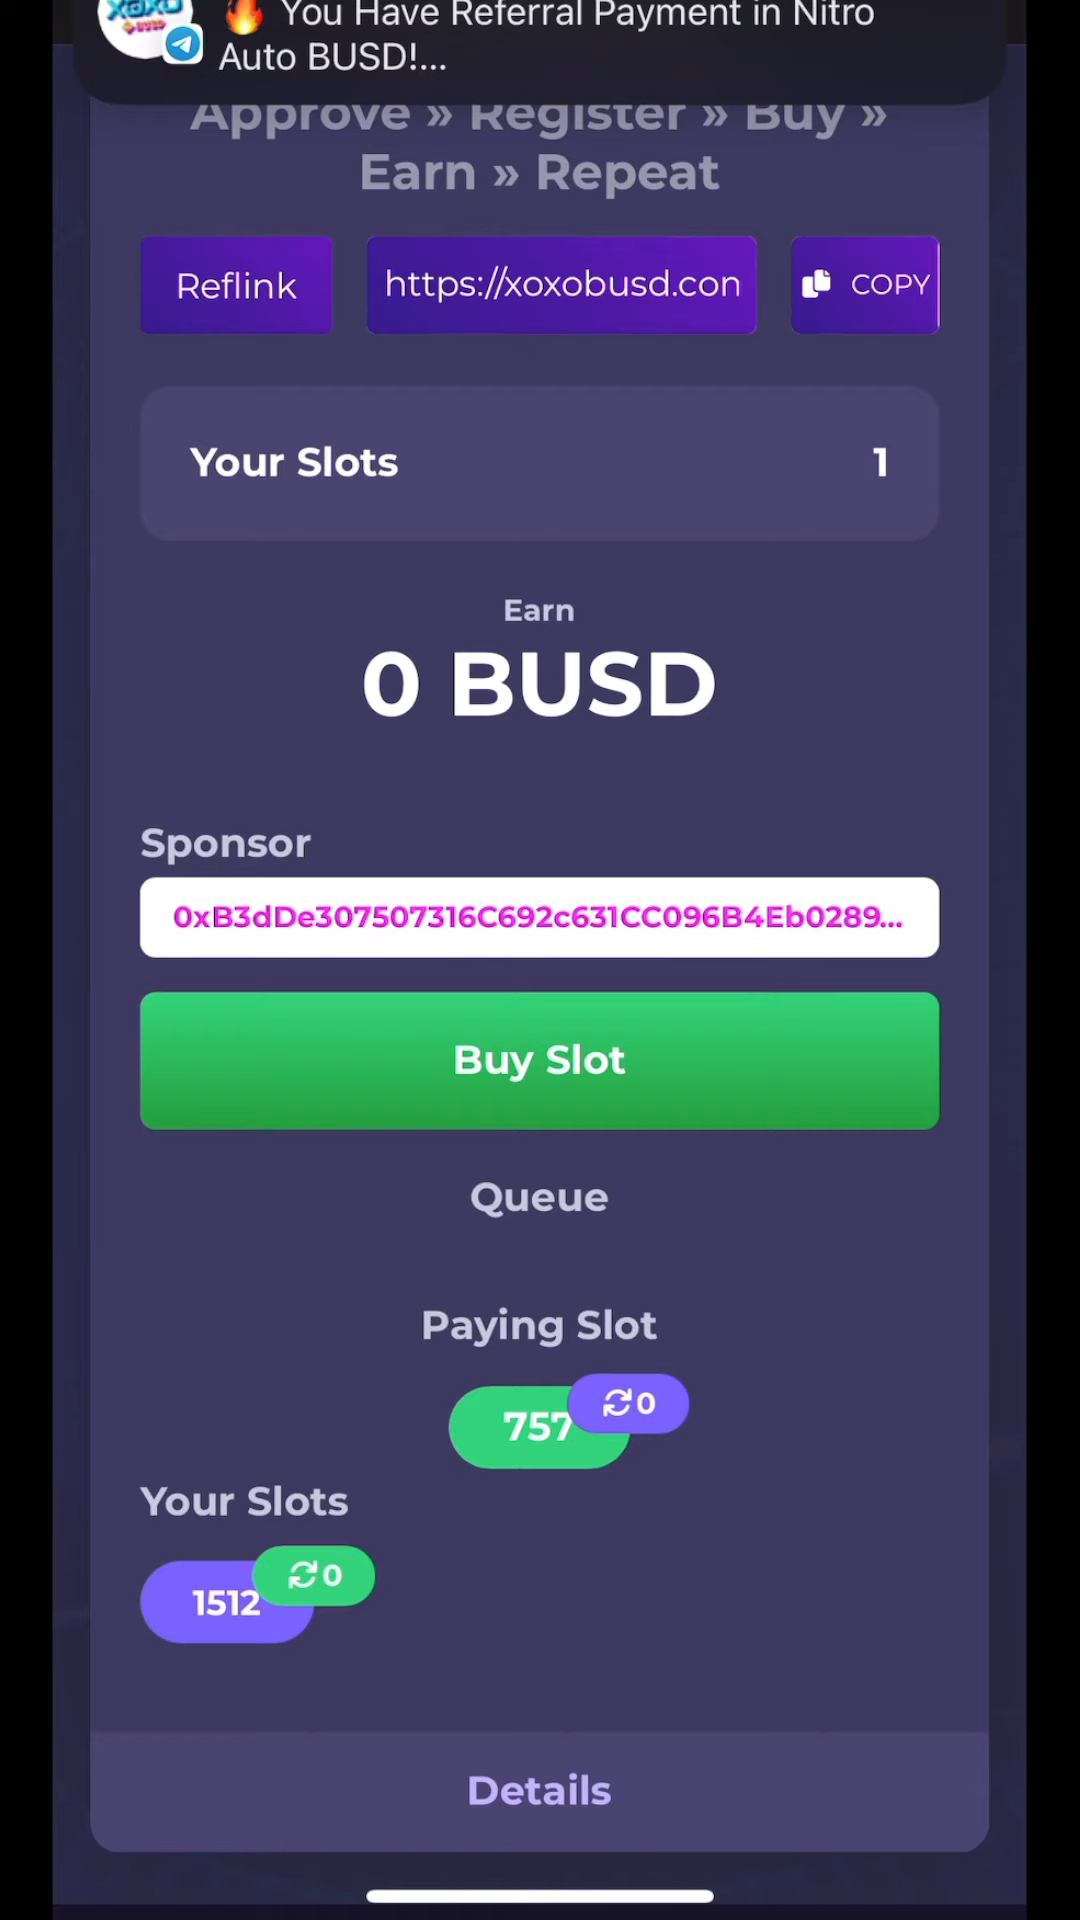 XOXO
BUSD
You Have Referral Payment in Nitro
Auto BUSD!...
Approve » Register » Buy »
Earn » Repeat
Reflink
https://xoxobusd.con
COPY
Your Slots
1
Earn
0 BUSD
Sponsor
0xB3dDe307507316C692c631CC096B4Eb0289...
Buy Slot
Queue
Paying Slot
757
0
Your Slots
1512
0
Details